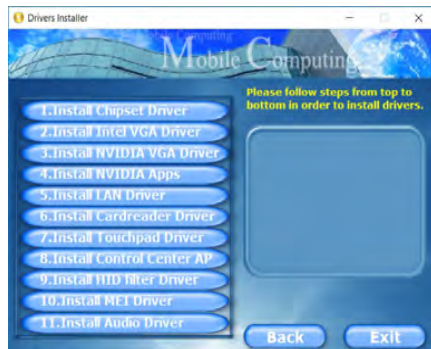 Drivers Installer
Mobile Computing
Mobile Computing
Please follow steps from top to
bottom in order to install drivers.
1.Install Chipset Driver
2.Install Intel VGA Driver
3.Install NVIDIA VGA Driver
4.Install NVIDIA Apps
5.Install LAN Driver
6.Install Cardreader Driver
7.Install Touchpad Driver
8.Install Control Center AP
9.Install HID filter Driver
10.Install MEI Driver
11.Install Audio Driver
Back
Exit